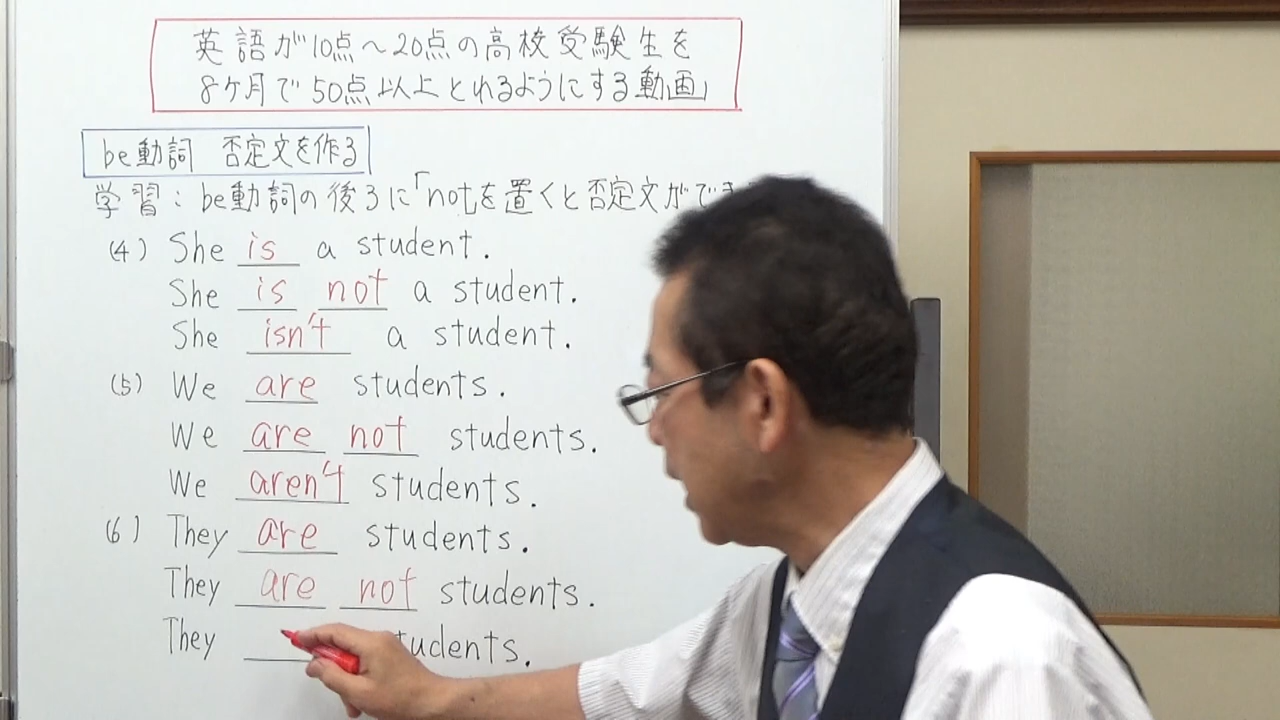 英語が10点～20点の高校受験生を
8ヶ月で50点以上とれるようにする動画」
be動詞 否定文を作る
学習：be動詞の後ろに「not」を置くと否定文ができ
(4) She is a student.
She is not a student.
She isn't a student.
(5) We are students.
We are not students.
We aren't students.
(6) They are students.
They are not students.
They students.